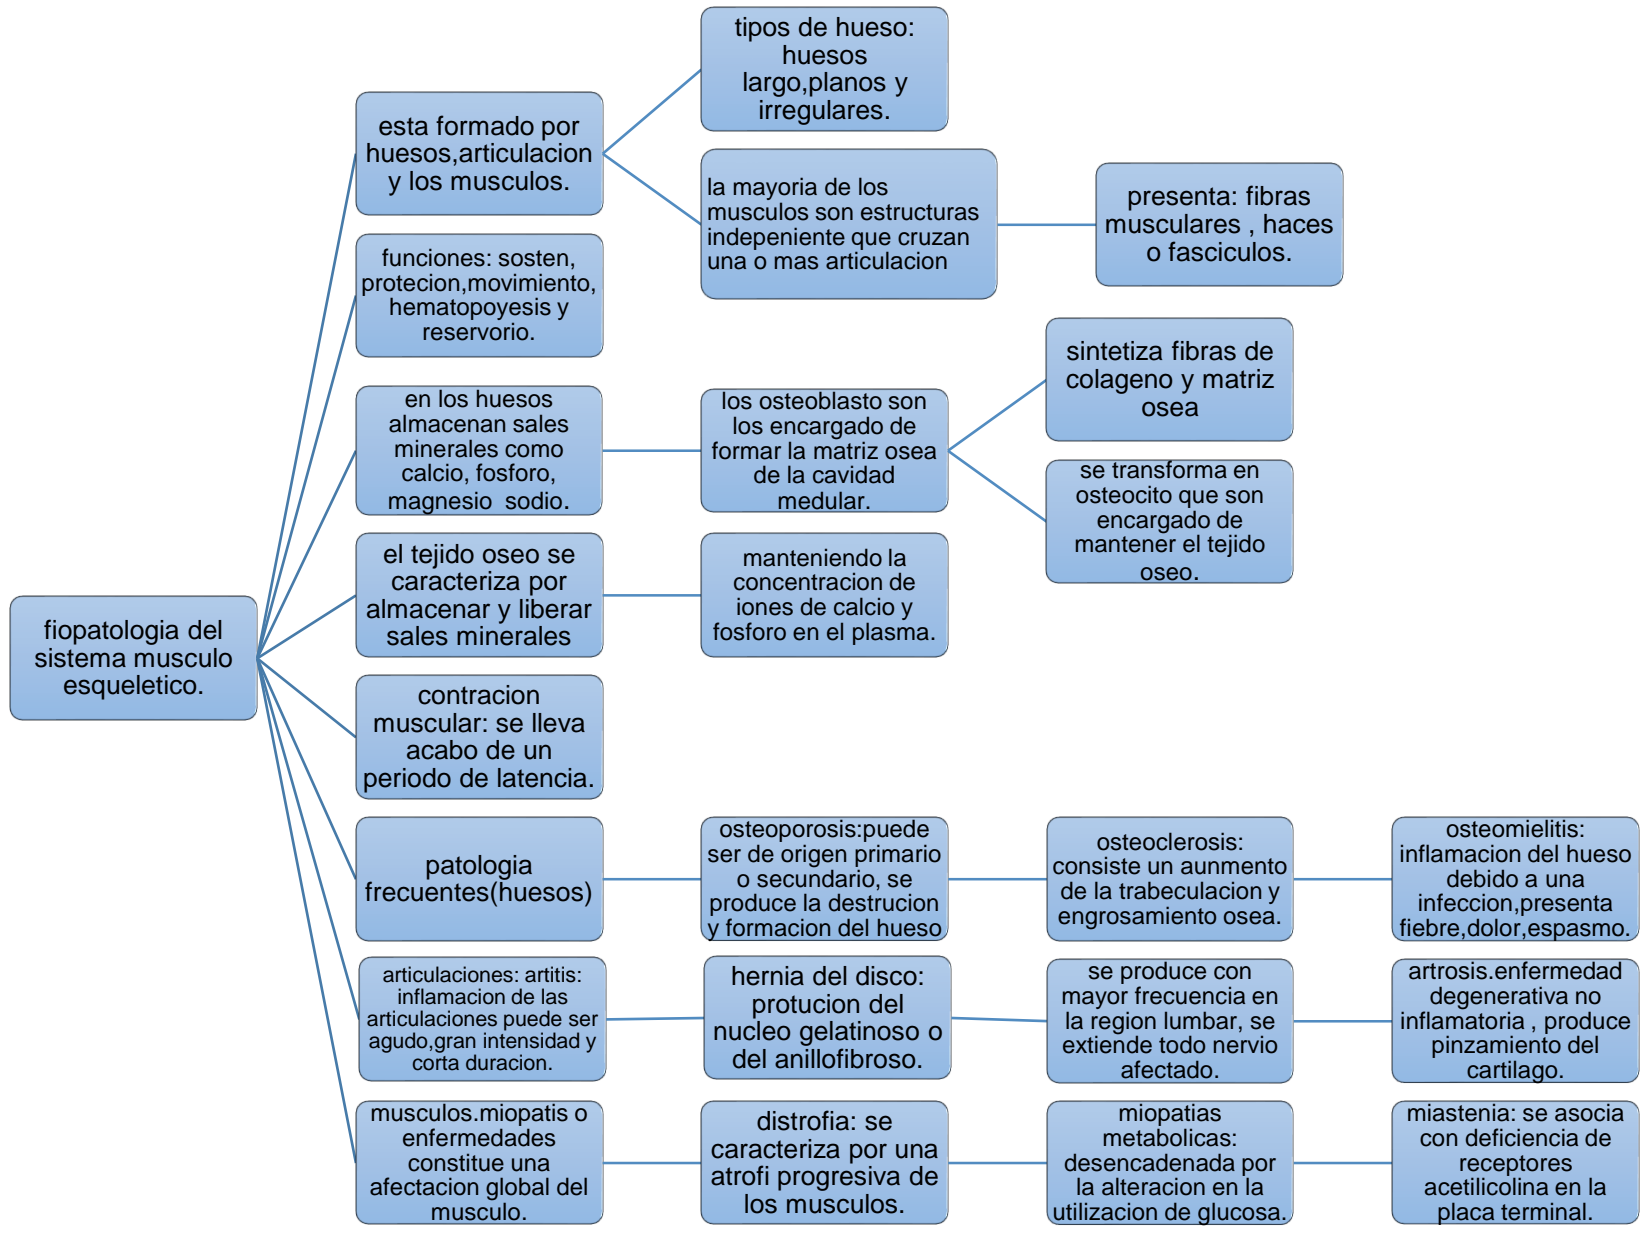 tipos de hueso:
huesos
largo,planos y
irregulares.
esta formado por
huesos,articulacion
y los musculos.
la mayoria de los
musculos son estructuras
indepeniente que cruzan
una o mas articulacion
presenta: fibras
musculares , haces
o fasciculos.
funciones: sosten,
protecion,movimiento,
hematopoyesis y
reservorio.
en los huesos
almacenan sales
minerales como
calcio, fosforo,
magnesio  sodio.
los osteoblasto son
los encargado de
formar la matriz osea
de la cavidad
medular.
sintetiza fibras de
colageno y matriz
osea
se transforma en
osteocito que son
encargado de
mantener el tejido
oseo.
el tejido oseo se
caracteriza por
almacenar y liberar
sales minerales
manteniendo la
concentracion de
iones de calcio y
fosforo en el plasma.
fiopatologia del
sistema musculo
esqueletico.
contracion
muscular: se lleva
acabo de un
periodo de latencia.
patologia
frecuentes(huesos)
osteoporosis:puede
ser de origen primario
o secundario, se
produce la destrucion
y formacion del hueso
osteoclerosis:
consiste un aunmento
de la trabeculacion y
engrosamiento osea.
osteomielitis:
inflamacion del hueso
debido a una
infeccion,presenta
fiebre,dolor,espasmo.
articulaciones: artitis:
inflamacion de las
articulaciones puede ser
agudo,gran intensidad y
corta duracion.
hernia del disco:
protucion del
nucleo gelatinoso o
del anillofibroso.
se produce con
mayor frecuencia en
la region lumbar, se
extiende todo nervio
afectado.
artrosis.enfermedad
degenerativa no
inflamatoria , produce
pinzamiento del
cartilago.
musculos.miopatis o
enfermedades
constitue una
afectacion global del
musculo.
distrofia: se
caracteriza por una
atrofi progresiva de
los musculos.
miopatias
metabolicas:
desencadenada por
la alteracion en la
utilizacion de glucosa.
miastenia: se asocia
con deficiencia de
receptores
acetilicolina en la
placa terminal.